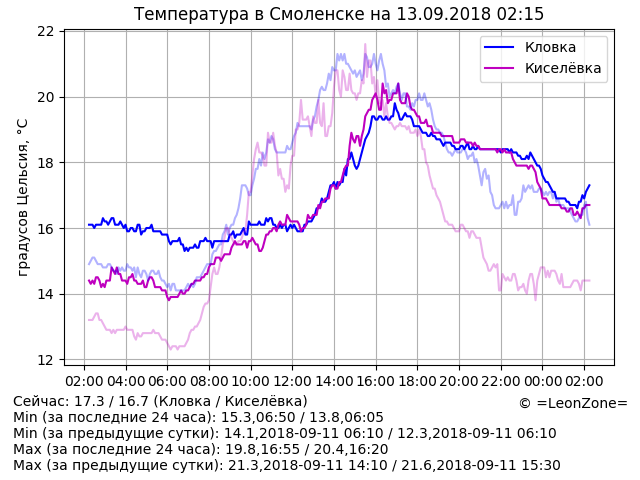 Температура в Смоленске на 13.09.2018 02:15
градусов Цельсия, °C
22
20
18
16
14
12
Кловка
Киселёвка
02:00 04:00 06:00 08:00 10:00 12:00 14:00 16:00 18:00 20:00 22:00 00:00 02:00
Сейчас: 17.3 / 16.7 (Кловка / Киселёвка)
© =LeonZone=
Min (за последние 24 часа): 15.3,06:50 / 13.8,06:05
Min (за предыдущие сутки): 14.1,2018-09-11 06:10 / 12.3,2018-09-11 06:10
Max (за последние 24 часа): 19.8,16:55 / 20.4,16:20
Max (за предыдущие сутки): 21.3,2018-09-11 14:10 / 21.6,2018-09-11 15:30